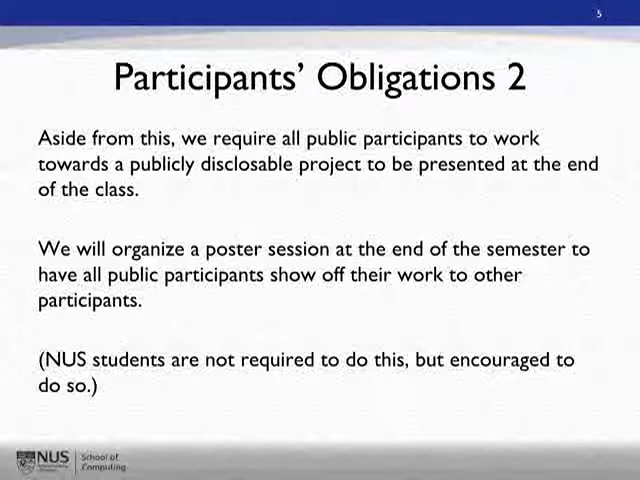 5
Participants' Obligations 2
Aside from this, we require all public participants to work
towards a publicly disclosable project to be presented at the end
of the class.
We will organize a poster session at the end of the semester to
have all public participants show off their work to other
participants.
(NUS students are not required to do this, but encouraged to
do so.)
NUS
School of
Computing